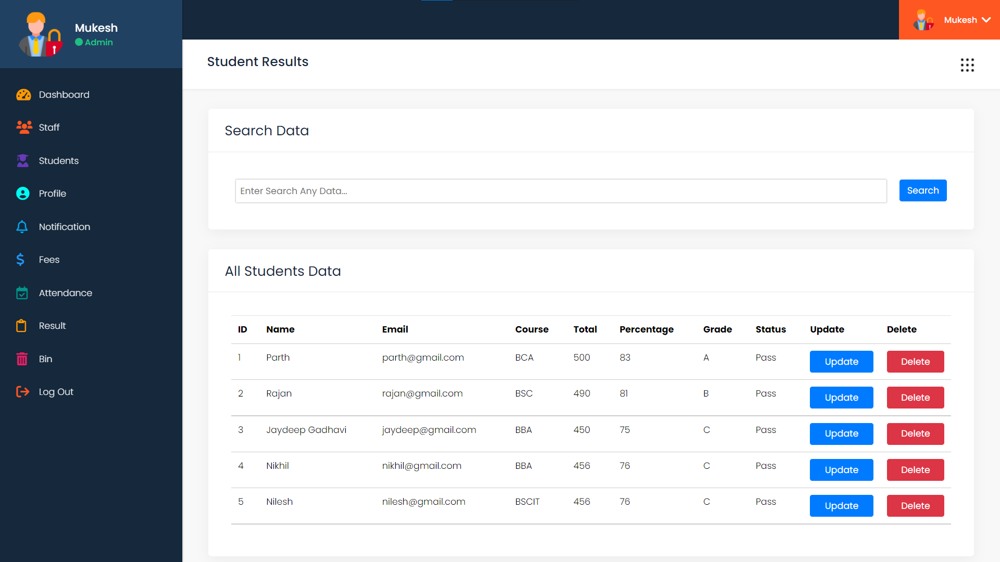 Mukesh
Admin
Mukesh
Dashboard
Staff
Students
Profile
Notification
Fees
Attendance
Result
Bin
Log Out
Student Results
Search Data
Enter Search Any Data...
Search
All Students Data
ID Name Email Course Total Percentage Grade Status Update Delete
1 Parth parth@gmail.com BCA 500 83 A Pass Update Delete
2 Rajan rajan@gmail.com BSC 490 81 B Pass Update Delete
3 Jaydeep Gadhavi jaydeep@gmail.com BBA 450 75 C Pass Update Delete
4 Nikhil nikhil@gmail.com BBA 456 76 C Pass Update Delete
5 Nilesh nilesh@gmail.com BSCIT 456 76 C Pass Update Delete